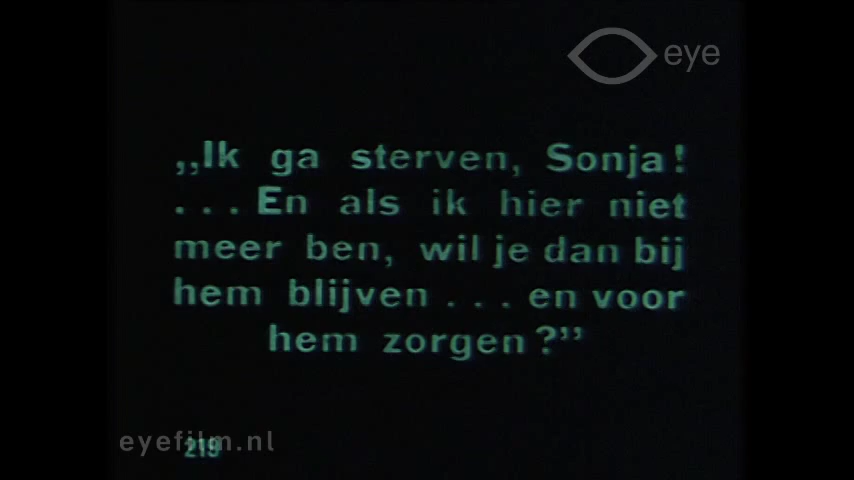 eye
„Ik ga sterven, Sonja!
...En als ik hier niet
meer ben, wil je dan bij
hem blijven ... en voor
hem zorgen?”
eyefilm.nl
219